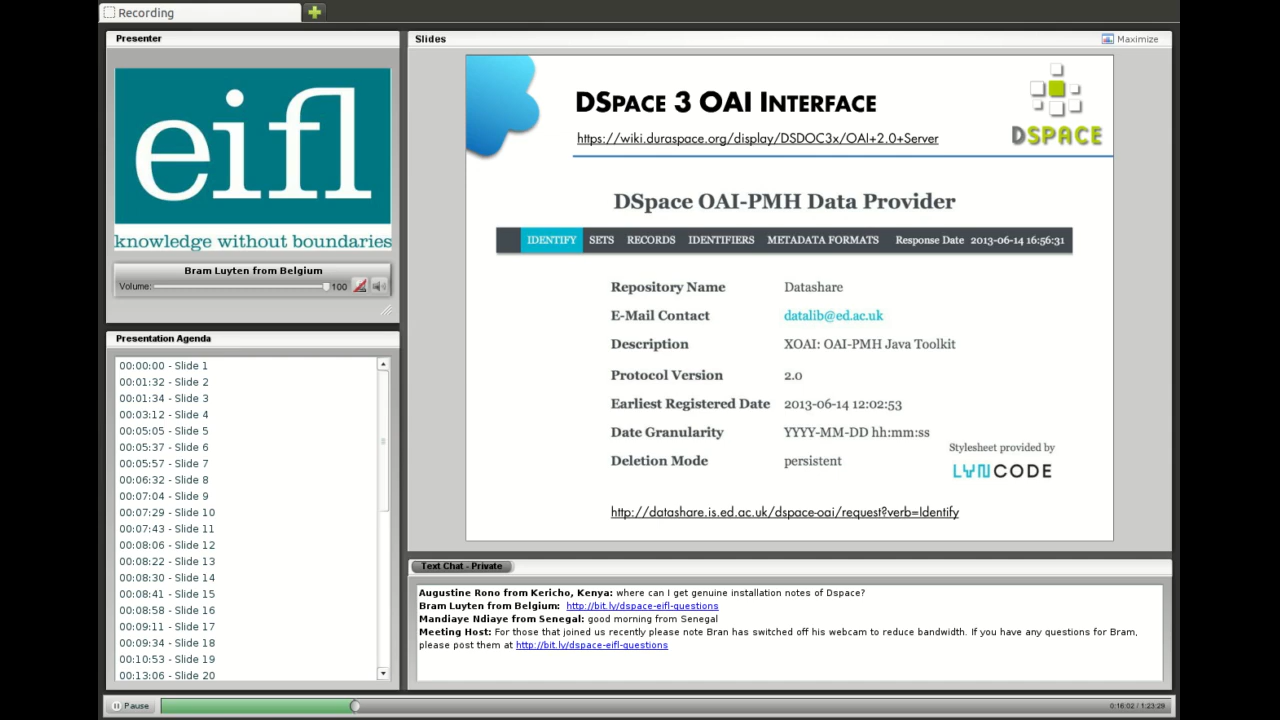 Recording
Presenter
eifl
knowledge without boundaries
Bram Luyten from Belgium
Volume: 100
Presentation Agenda
00:00:00 - Slide 1
00:01:32 - Slide 2
00:01:34 - Slide 3
00:03:12 - Slide 4
00:05:05 - Slide 5
00:05:37 - Slide 6
00:05:57 - Slide 7
00:06:32 - Slide 8
00:07:04 - Slide 9
00:07:29 - Slide 10
00:07:43 - Slide 11
00:08:06 - Slide 12
00:08:22 - Slide 13
00:08:30 - Slide 14
00:08:41 - Slide 15
00:08:58 - Slide 16
00:09:11 - Slide 17
00:09:34 - Slide 18
00:10:53 - Slide 19
00:13:06 - Slide 20
Slides
Maximize
DSPACE 3 OAI INTERFACE
https://wiki.duraspace.org/display/DSDOC3x/OAI+2.0+Server
DSPACE
DSpace OAI-PMH Data Provider
IDENTIFY SETS RECORDS IDENTIFIERS METADATA FORMATS Response Date 2013-06-14 16:56:31
Repository Name Datashare
E-Mail Contact datalib@ed.ac.uk
Description XOAI: OAI-PMH Java Toolkit
Protocol Version 2.0
Earliest Registered Date 2013-06-14 12:02:53
Date Granularity YYYY-MM-DD hh:mm:ss
Deletion Mode persistent
Stylesheet provided by
LYNCODE
http://datashare.is.ed.ac.uk/dspace-oai/request?verb=Identify
Text Chat - Private
Augustine Rono from Kericho, Kenya: where can I get genuine installation notes of Dspace?
Bram Luyten from Belgium: http://bit.ly/dspace-eifl-questions
Mandiaye Ndiaye from Senegal: good morning from Senegal
Meeting Host: For those that joined us recently please note Bran has switched off his webcam to reduce bandwidth. If you have any questions for Bram,
please post them at http://bit.ly/dspace-eifl-questions
Pause
0:16:02 / 1:23:29